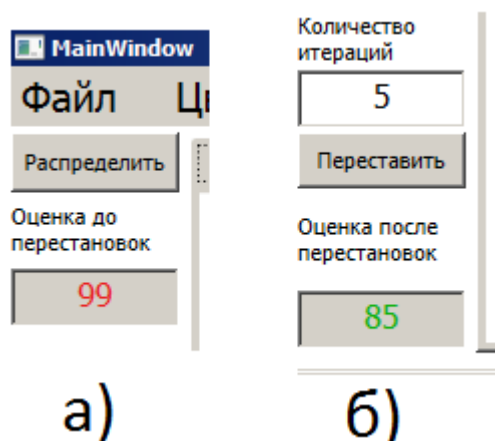 MainWindow
Файл Ц
Распределить
Оценка до
перестановок
99
а)
Количество
итераций
5
Переставить
Оценка после
перестановок
85
б)